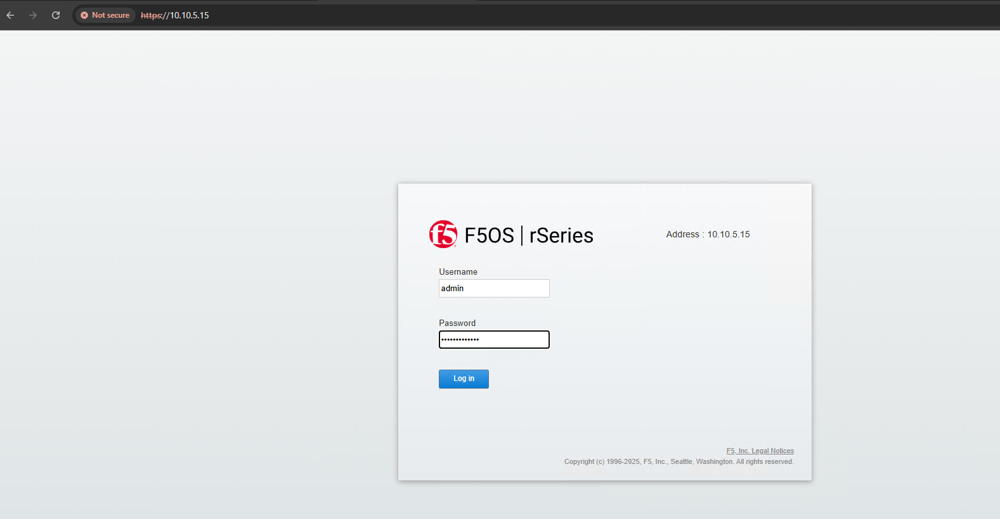 Not secure https://10.10.5.15
f5 F5OS | rSeries
Address : 10.10.5.15
Username
admin
Password
•••••••••••••
Log in
F5, Inc. Legal Notices
Copyright (c) 1996-2025, F5, Inc., Seattle, Washington. All rights reserved.